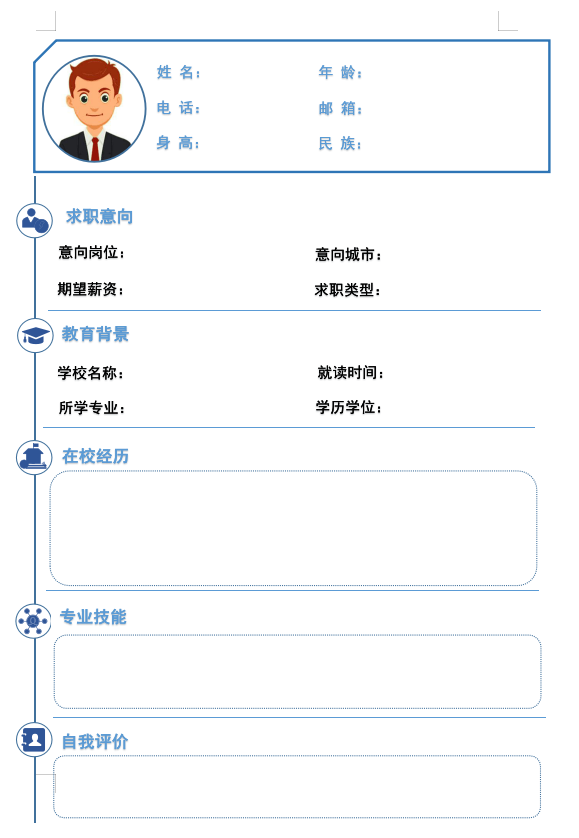 姓 名： 年 龄：
电 话： 邮 箱：
身 高： 民 族：
求职意向
意向岗位： 意向城市：
期望薪资： 求职类型：
教育背景
学校名称： 就读时间：
所学专业： 学历学位：
在校经历
专业技能
自我评价